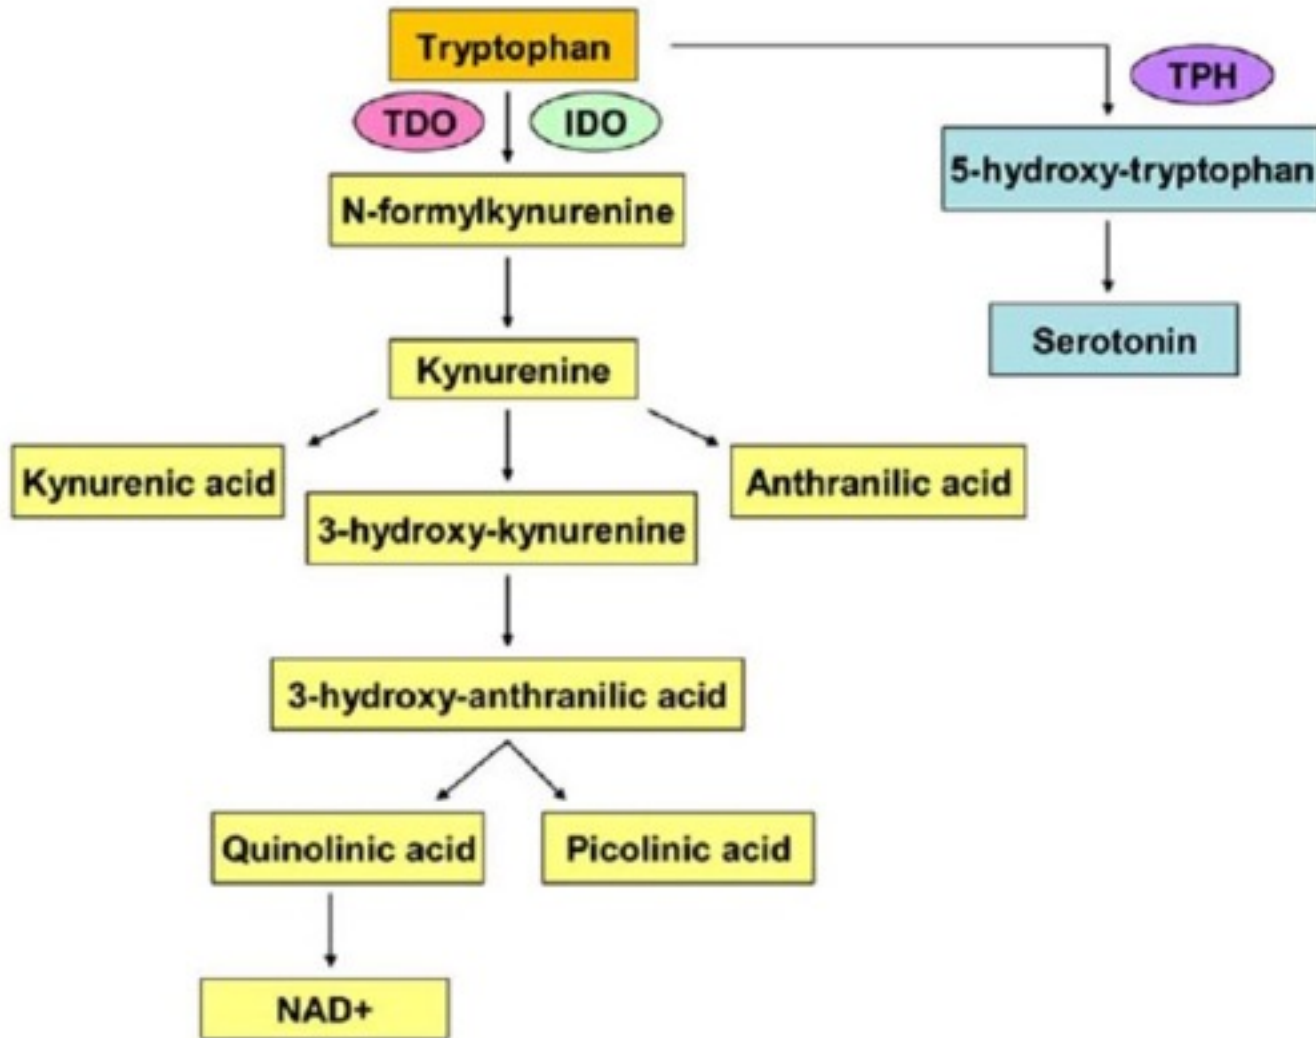 Tryptophan
TPH
TDO
IDO
5-hydroxy-tryptophan
N-formylkynurenine
Serotonin
Kynurenine
Kynurenic acid
Anthranilic acid
3-hydroxy-kynurenine
3-hydroxy-anthranilic acid
Quinolinic acid
Picolinic acid
NAD+